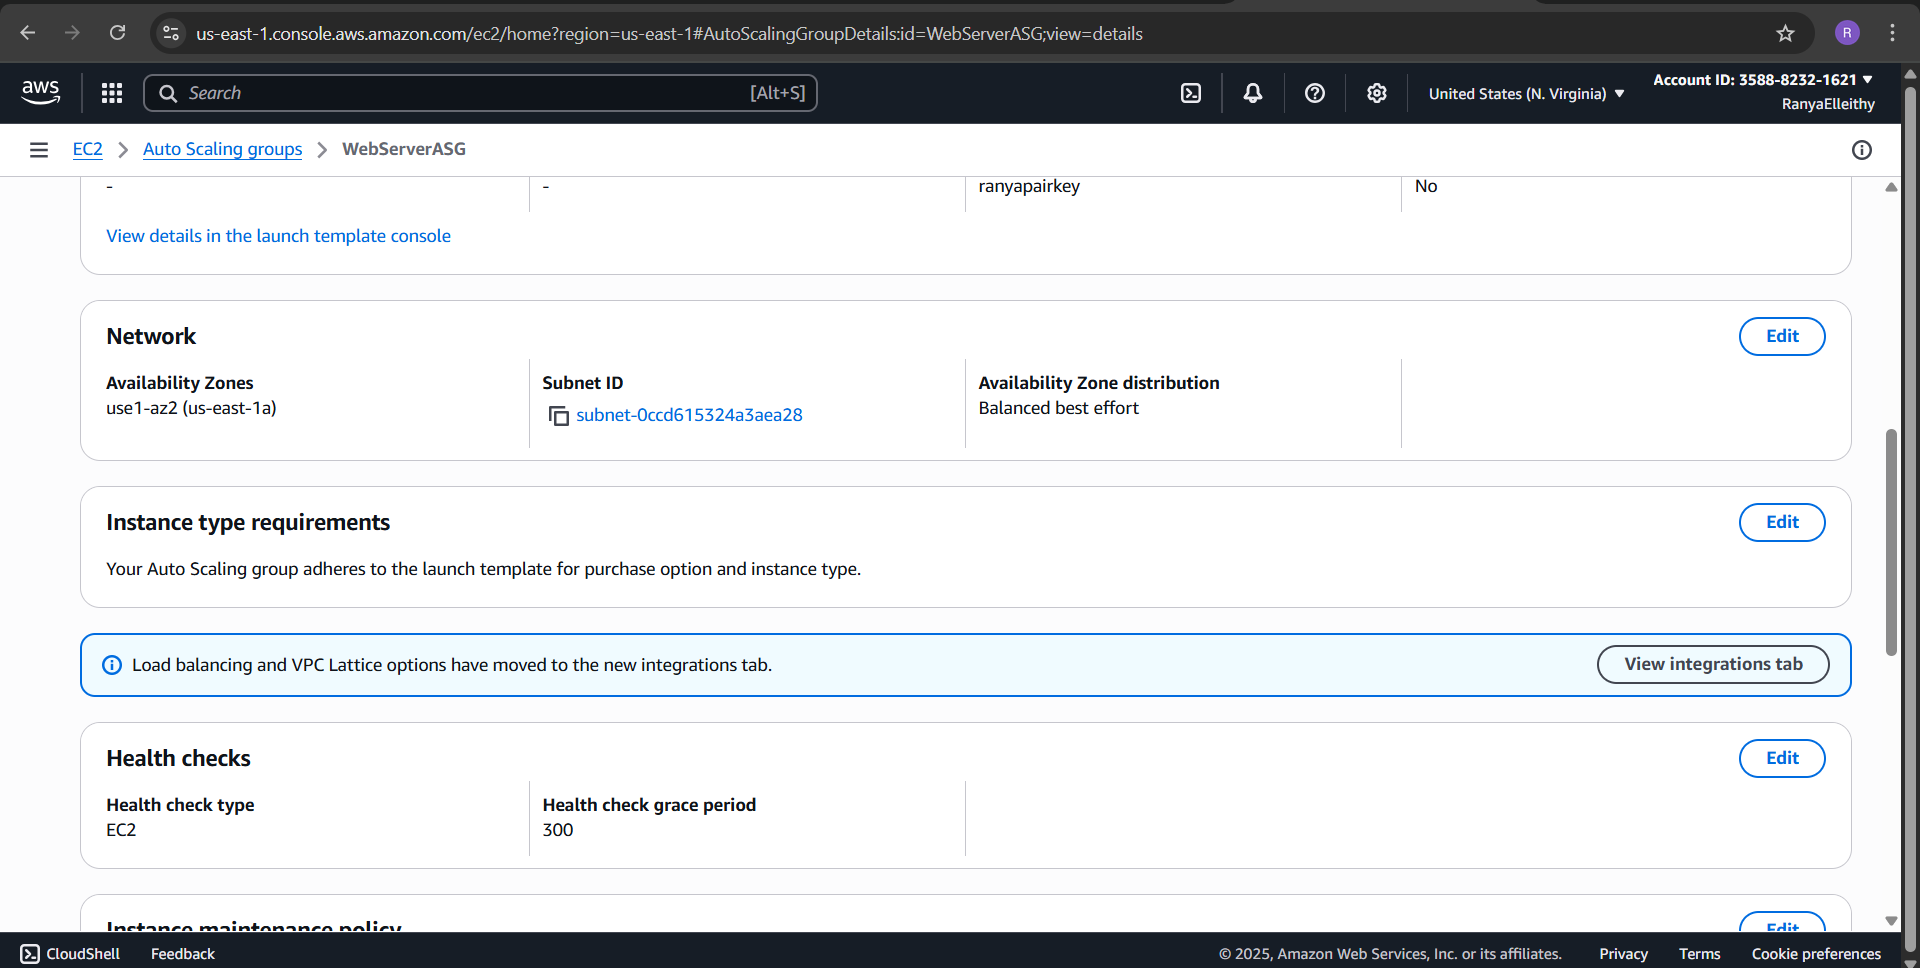 us-east-1.console.aws.amazon.com/ec2/home?region=us-east-1#AutoScalingGroupDetails:id=WebServerASG;view=details
R
aws
Search
[Alt+S]
United States (N. Virginia)
Account ID: 3588-8232-1621
RanyaElleithy
EC2
Auto Scaling groups
WebServerASG
-
-
ranyapairkey
No
View details in the launch template console
Network
Edit
Availability Zones
use1-az2 (us-east-1a)
Subnet ID
subnet-0ccd615324a3aea28
Availability Zone distribution
Balanced best effort
Instance type requirements
Edit
Your Auto Scaling group adheres to the launch template for purchase option and instance type.
Load balancing and VPC Lattice options have moved to the new integrations tab.
View integrations tab
Health checks
Edit
Health check type
EC2
Health check grace period
300
Instance maintenance policy
Edit
CloudShell
Feedback
© 2025, Amazon Web Services, Inc. or its affiliates.
Privacy
Terms
Cookie preferences